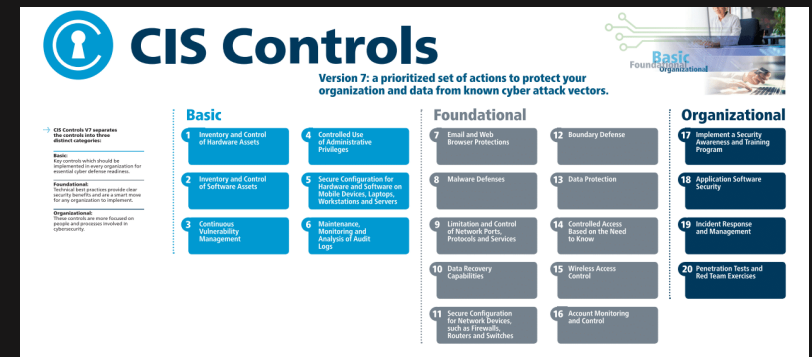 CIS Controls
Version 7: a prioritized set of actions to protect your
organization and data from known cyber attack vectors.
Basic
Foundational
Organizational
CIS Controls V7 separates
the controls into three
distinct categories:
Basic:
Key controls which should be
implemented in every organization for
essential cyber defense readiness.
Foundational:
Technical best practices provide clear
security benefits and are a smart move
for any organization to implement.
Organizational:
These controls are more focused on
people and processes involved in
cybersecurity.
Basic
1 Inventory and Control
of Hardware Assets
2 Inventory and Control
of Software Assets
3 Continuous
Vulnerability
Management
4 Controlled Use
of Administrative
Privileges
5 Secure Configuration for
Hardware and Software on
Mobile Devices, Laptops,
Workstations and Servers
6 Maintenance,
Monitoring and
Analysis of Audit
Logs
Foundational
7 Email and Web
Browser Protections
8 Malware Defenses
9 Limitation and Control
of Network Ports,
Protocols and Services
10 Data Recovery
Capabilities
11 Secure Configuration
for Network Devices,
such as Firewalls,
Routers and Switches
12 Boundary Defense
13 Data Protection
14 Controlled Access
Based on the Need
to Know
15 Wireless Access
Control
16 Account Monitoring
and Control
Organizational
17 Implement a Security
Awareness and Training
Program
18 Application Software
Security
19 Incident Response
and Management
20 Penetration Tests and
Red Team Exercises